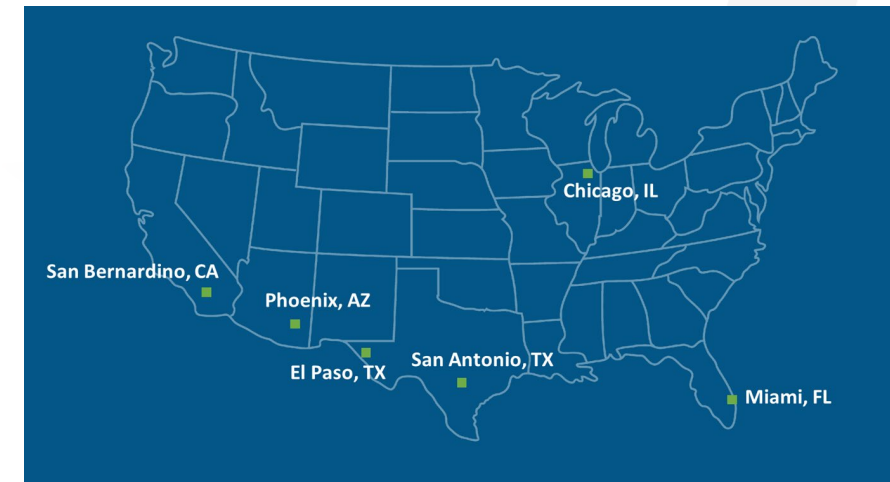 Chicago, IL
San Bernardino, CA
Phoenix, AZ
San Antonio, TX
El Paso, TX
Miami, FL